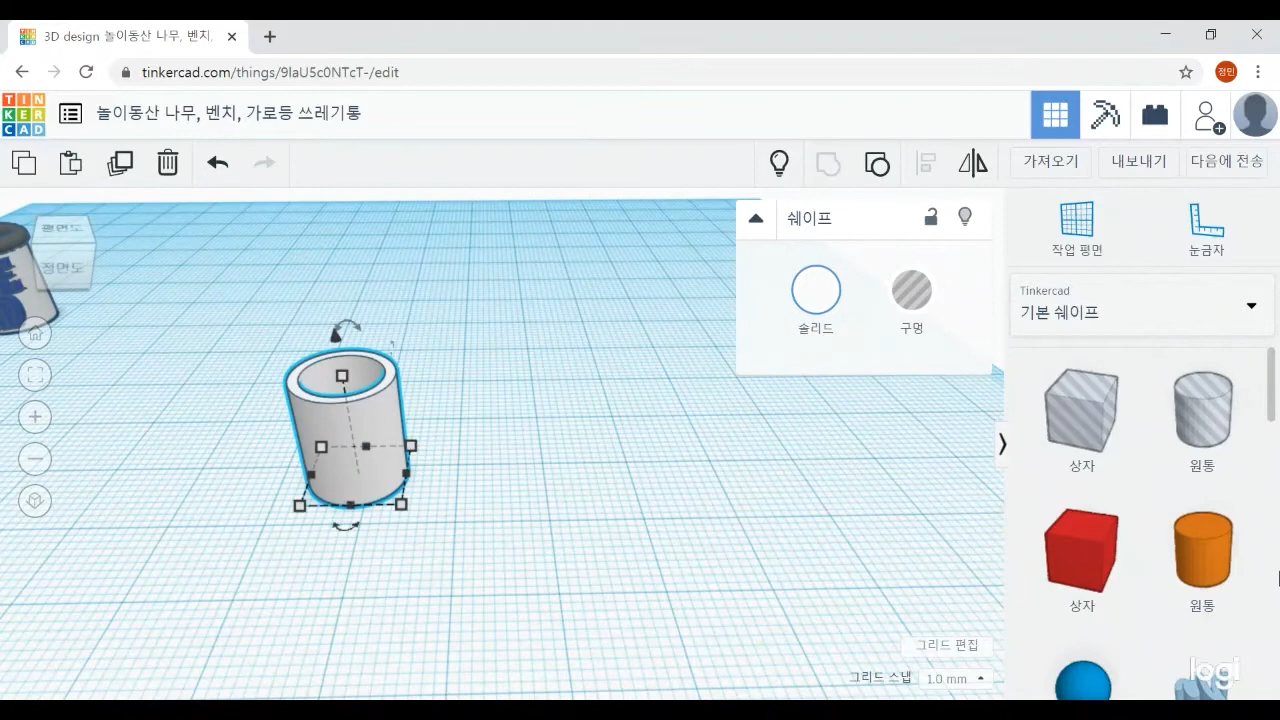 3D design 놀이동산 나무, 벤치,
tinkercad.com/things/9laU5c0NTcT-/edit
정민
TIN
KER
CAD
놀이동산 나무, 벤치, 가로등 쓰레기통
가져오기
내보내기
다음에 전송
평면도
정면도
쉐이프
솔리드
구멍
작업 평면
눈금자
Tinkercad
기본 쉐이프
상자
원통
상자
원통
그리드 편집
그리드 스냅
1.0 mm
logi